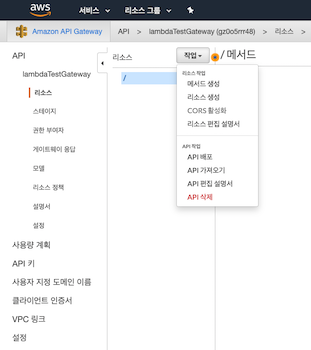 aws
서비스
리소스 그룹
Amazon API Gateway
API > lambdaTestGateway (gz0o5rrr48) > 리소스 >
API
lambdaTestGateway
리소스
스테이지
권한 부여자
게이트웨이 응답
모델
리소스 정책
설명서
설정
사용량 계획
API 키
사용자 지정 도메인 이름
클라이언트 인증서
VPC 링크
설정
리소스
작업
/
/ 메서드
리소스 작업
메서드 생성
리소스 생성
CORS 활성화
리소스 편집 설명서
API 작업
API 배포
API 가져오기
API 편집 설명서
API 삭제